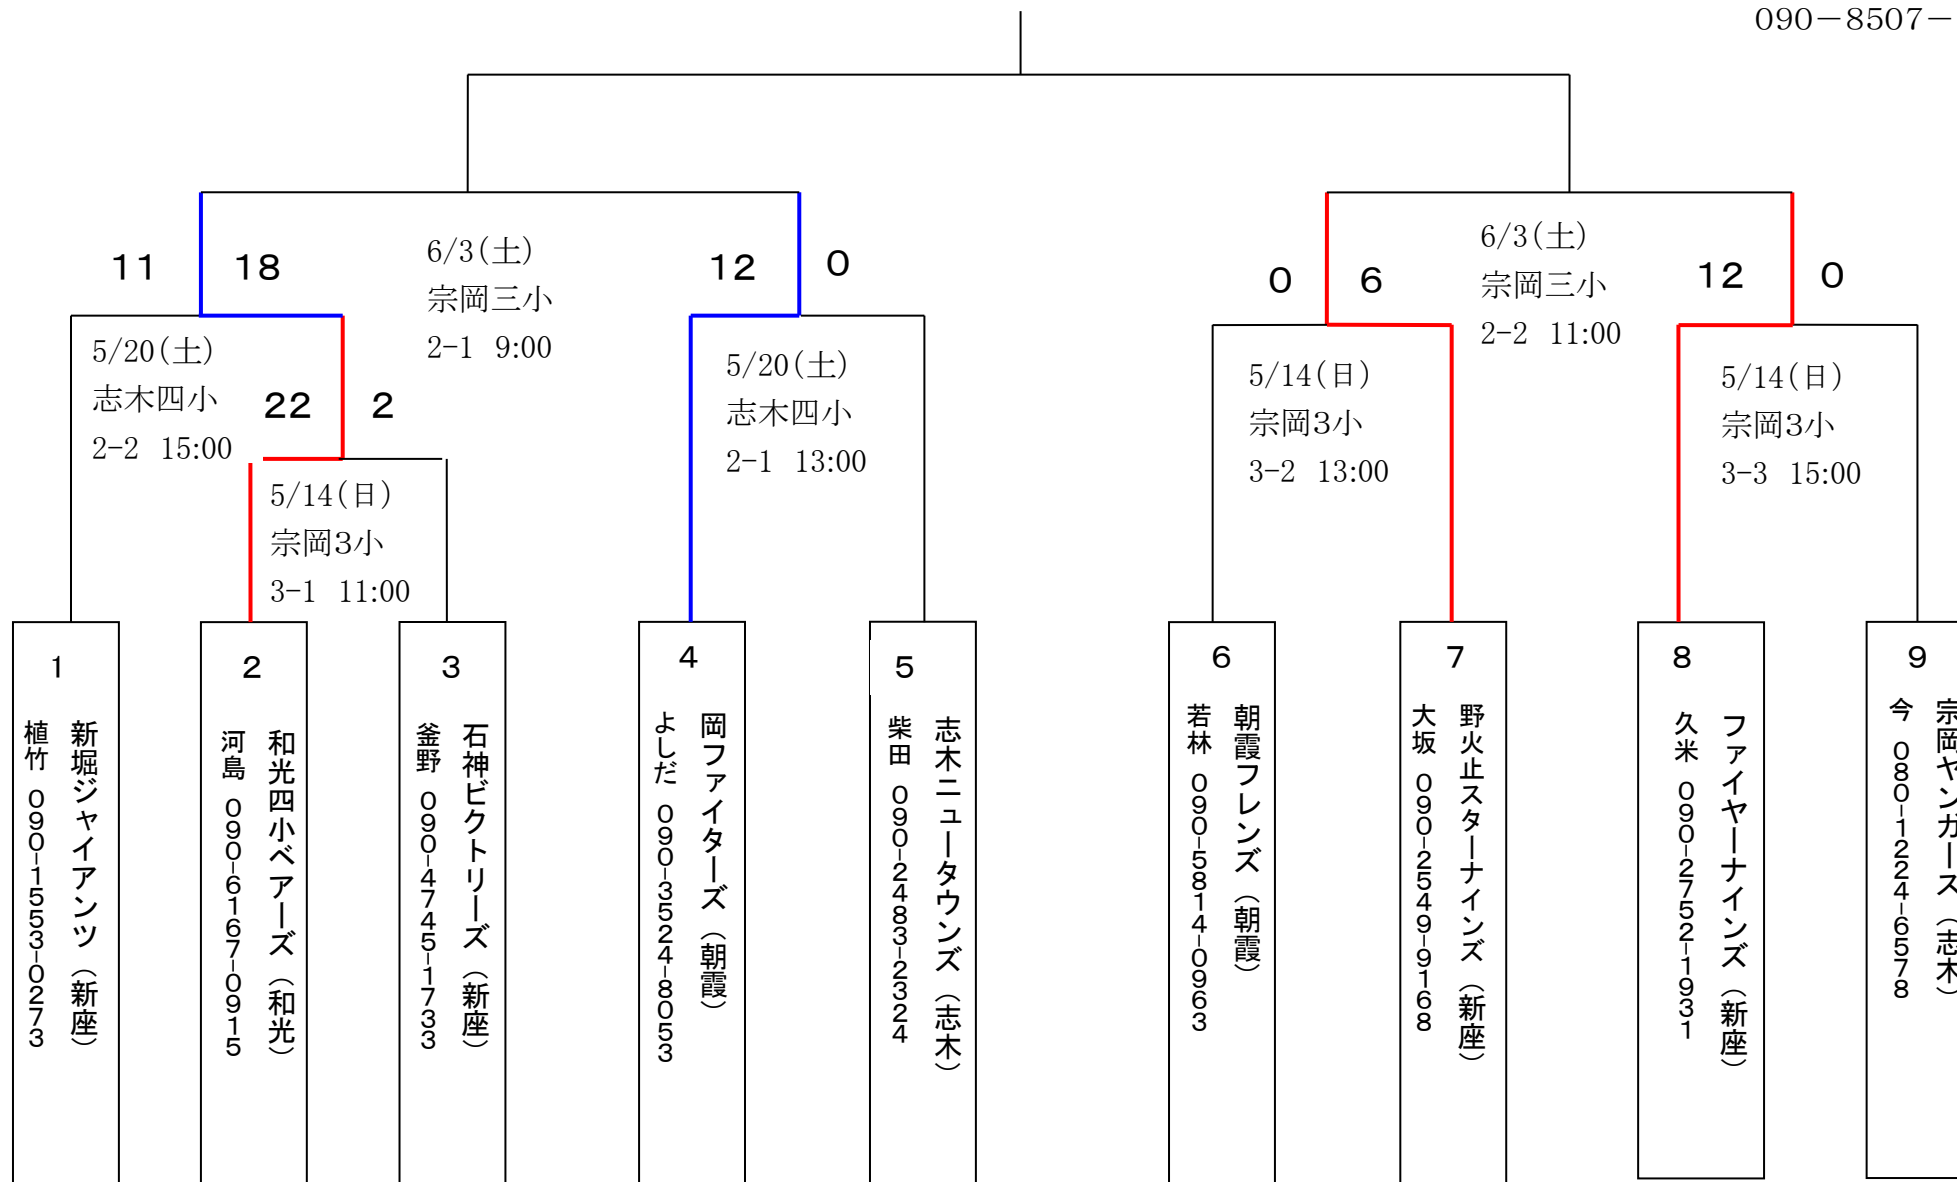 090－8507－
11
18
6/3(土)
宗岡三小
2-1 9:00
12
0
0
6
6/3(土)
宗岡三小
2-2 11:00
12
0
5/20(土)
志木四小
2-2 15:00
22
2
5/20(土)
志木四小
2-1 13:00
5/14(日)
宗岡3小
3-2 13:00
5/14(日)
宗岡3小
3-3 15:00
5/14(日)
宗岡3小
3-1 11:00
1
新堀ジャイアンツ（新座）
植竹 090-1553-0273
2
和光四小ベアーズ（和光）
河島 090-6167-0915
3
石神ビクトリーズ（新座）
釜野 090-4745-1733
4
岡ファイターズ（朝霞）
よしだ 090-3524-8053
5
志木ニュータウンズ（志木）
柴田 090-2483-2324
6
朝霞フレンズ（朝霞）
若林 090-5814-0963
7
野火止スターナインズ（新座）
大坂 090-2549-9168
8
ファイヤーナインズ（新座）
久米 090-2752-1931
9
宗岡ヤンガース（志木）
今 080-1224-6578